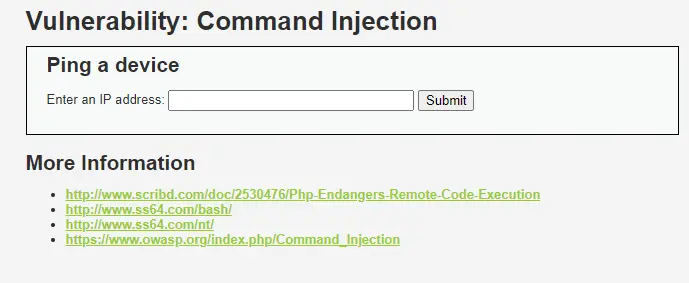 Vulnerability: Command Injection
Ping a device
Enter an IP address: Submit
More Information
http://www.scribd.com/doc/2530476/Php-Endangers-Remote-Code-Execution
http://www.ss64.com/bash/
http://www.ss64.com/nt/
https://www.owasp.org/index.php/Command_Injection